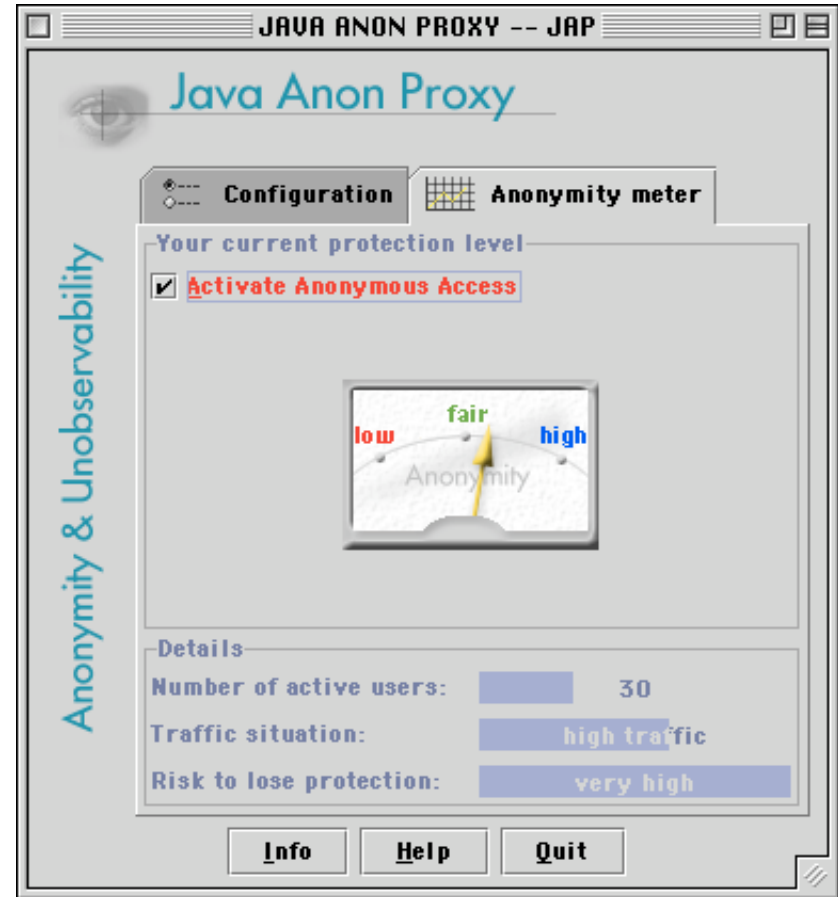 JAVA ANON PROXY -- JAP
Java Anon Proxy
Anonymity & Unobservability
Configuration
Anonymity meter
Your current protection level
Activate Anonymous Access
low
fair
high
Anonymity
Details
Number of active users: 30
Traffic situation: high traffic
Risk to lose protection: very high
Info Help Quit